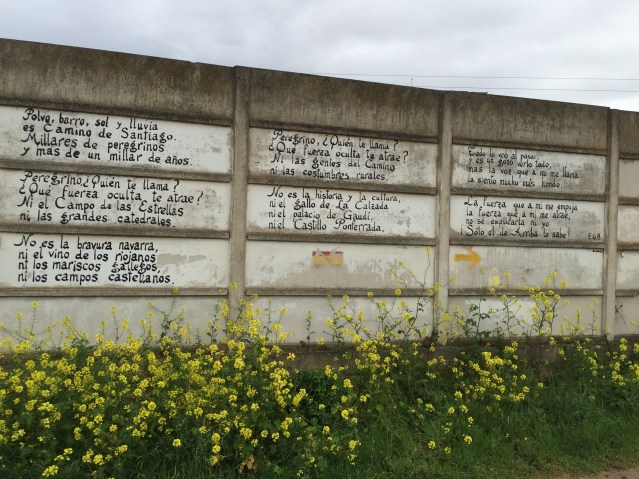 Polvo, barro, sol y lluvia
es Camino de Santiago.
Millares de peregrinos
y más de un millar de años.
Peregrino, ¿Quién te llama?
¿Qué fuerza oculta te atrae?
Ni el Campo de las Estrellas
ni las grandes catedrales.
No es la bravura navarra,
ni el vino de los riojanos
ni los mariscos gallegos,
ni los campos castellanos.
Peregrino, ¿Quién te llama?
¿Qué fuerza oculta te atrae?
Ni las gentes del Camino
ni las costumbres rurales.
No es la historia y la cultura,
ni el gallo de La Calzada
ni el palacio de Gaudí,
ni el Castillo Ponferrada.
Todo lo veo al pasar,
y es un gozo verlo todo,
mas la voz que a mi me llama
la siento mucho más hondo.
La fuerza que a mi me empuja
la fuerza que a mi me atrae,
no se explicarla ni yo
¡Sólo el de Arriba lo sabe!
E.G.B.